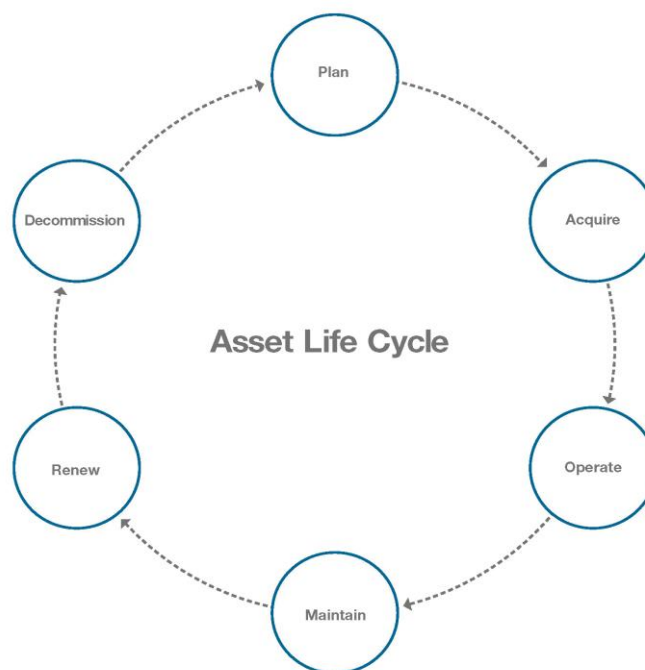 Plan
Acquire
Operate
Maintain
Renew
Decommission
Asset Life Cycle